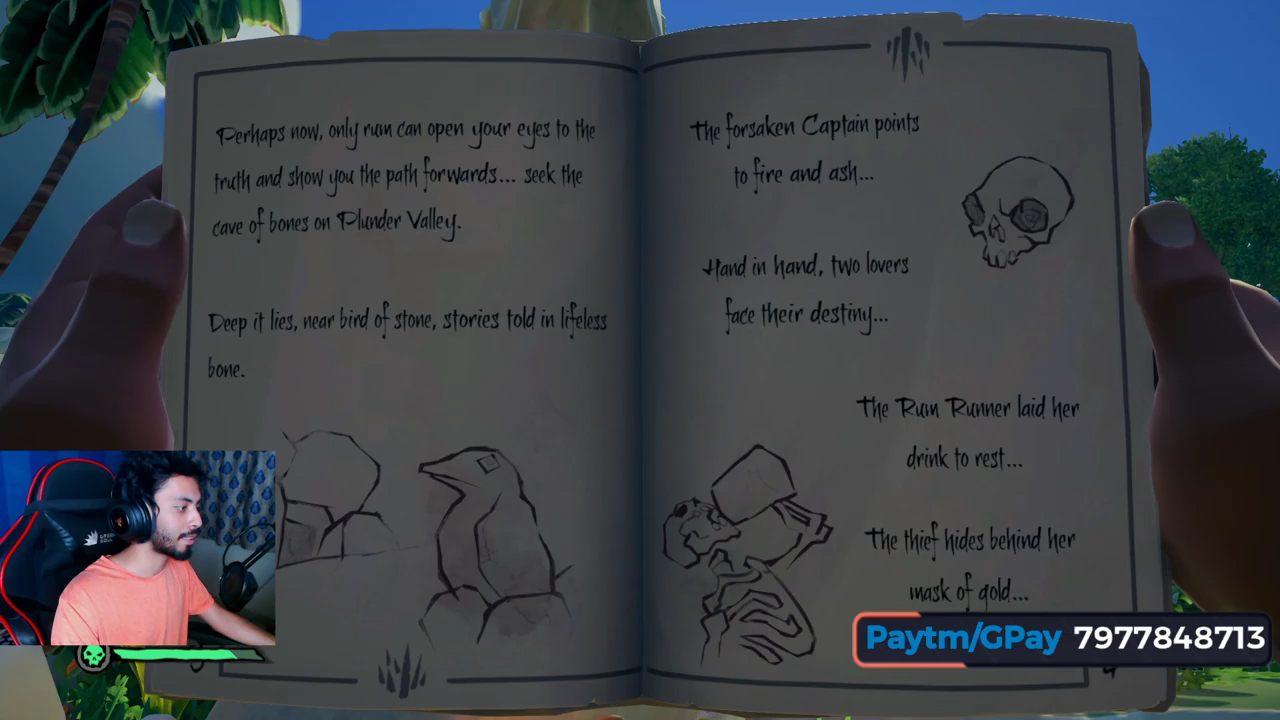 Perhaps now, only rum can open your eyes to the
truth and show you the path forwards... seek the
cave of bones on Plunder Valley.
Deep it lies, near bird of stone, stories told in lifeless
bone.
The forsaken Captain points
to fire and ash...
Hand in hand, two lovers
face their destiny...
The Rum Runner laid her
drink to rest...
The thief hides behind her
mask of gold...
Paytm/GPay 7977848713